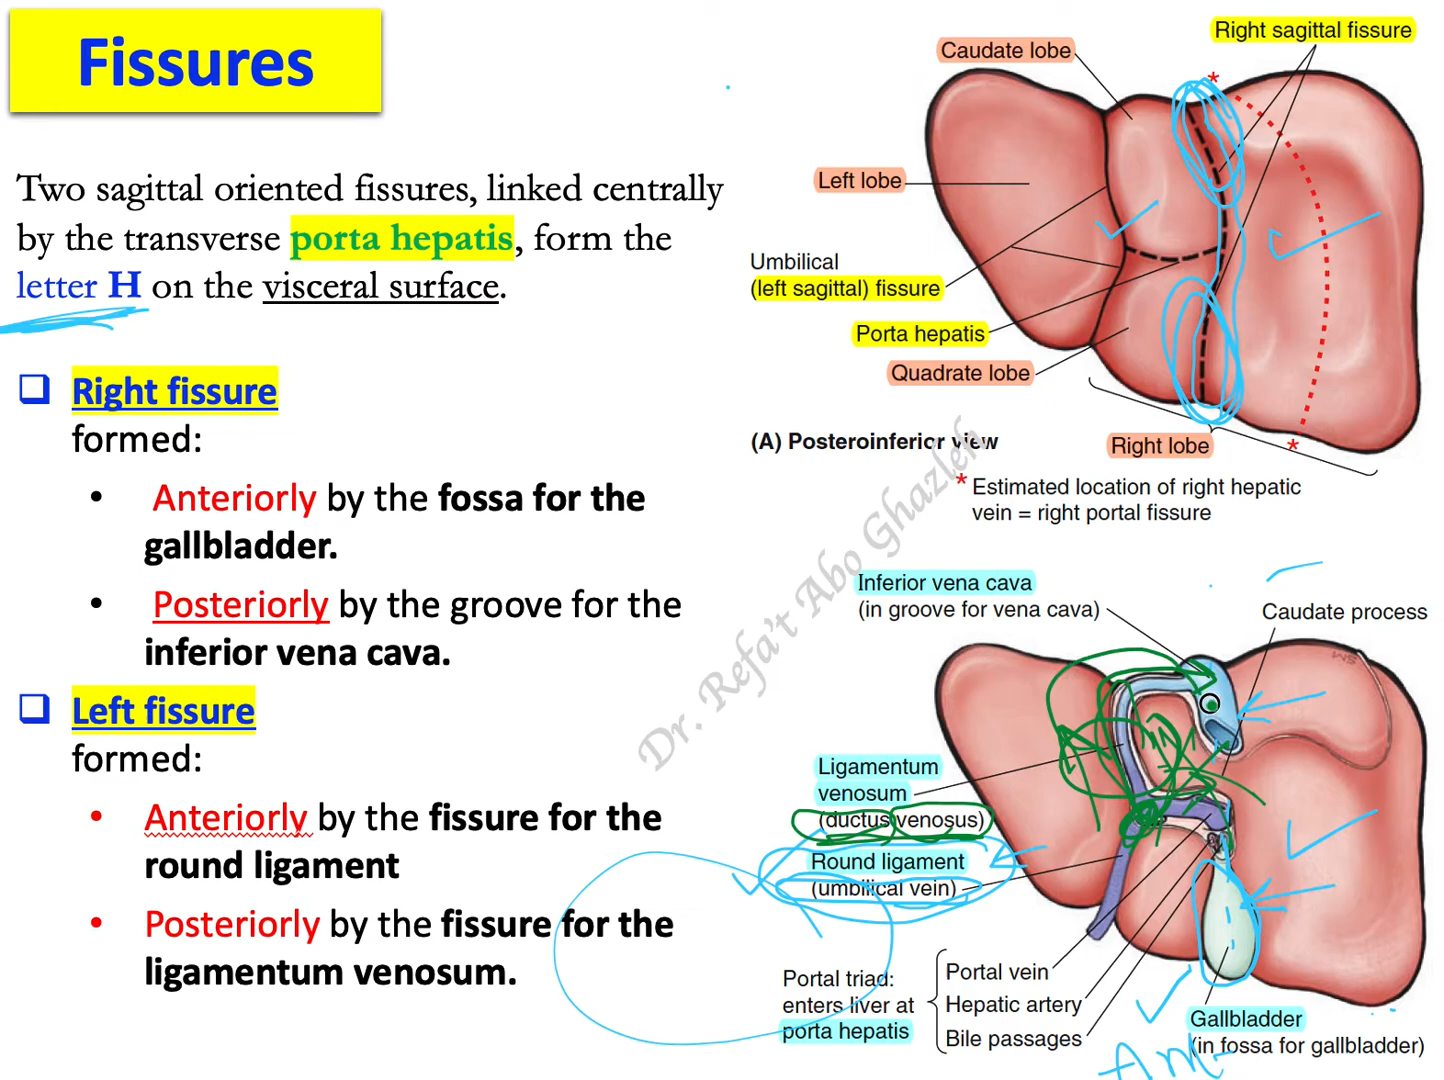 Fissures
Two sagittal oriented fissures, linked centrally
by the transverse porta hepatis, form the
letter H on the visceral surface.
Right fissure
formed:
Anteriorly by the fossa for the
gallbladder.
Posteriorly by the groove for the
inferior vena cava.
Left fissure
formed:
Anteriorly by the fissure for the
round ligament
Posteriorly by the fissure for the
ligamentum venosum.
Right sagittal fissure
Caudate lobe
Left lobe
Umbilical
(left sagittal) fissure
Porta hepatis
Quadrate lobe
Right lobe
(A) Posteroinferior view
* Estimated location of right hepatic
vein = right portal fissure
Dr. Refa't Abo Ghazleh
Inferior vena cava
(in groove for vena cava)
Caudate process
SM
Ligamentum
venosum
(ductus venosus)
Round ligament
(umbilical vein)
Portal triad:
enters liver at
porta hepatis
Portal vein
Hepatic artery
Bile passages
Gallbladder
(in fossa for gallbladder)